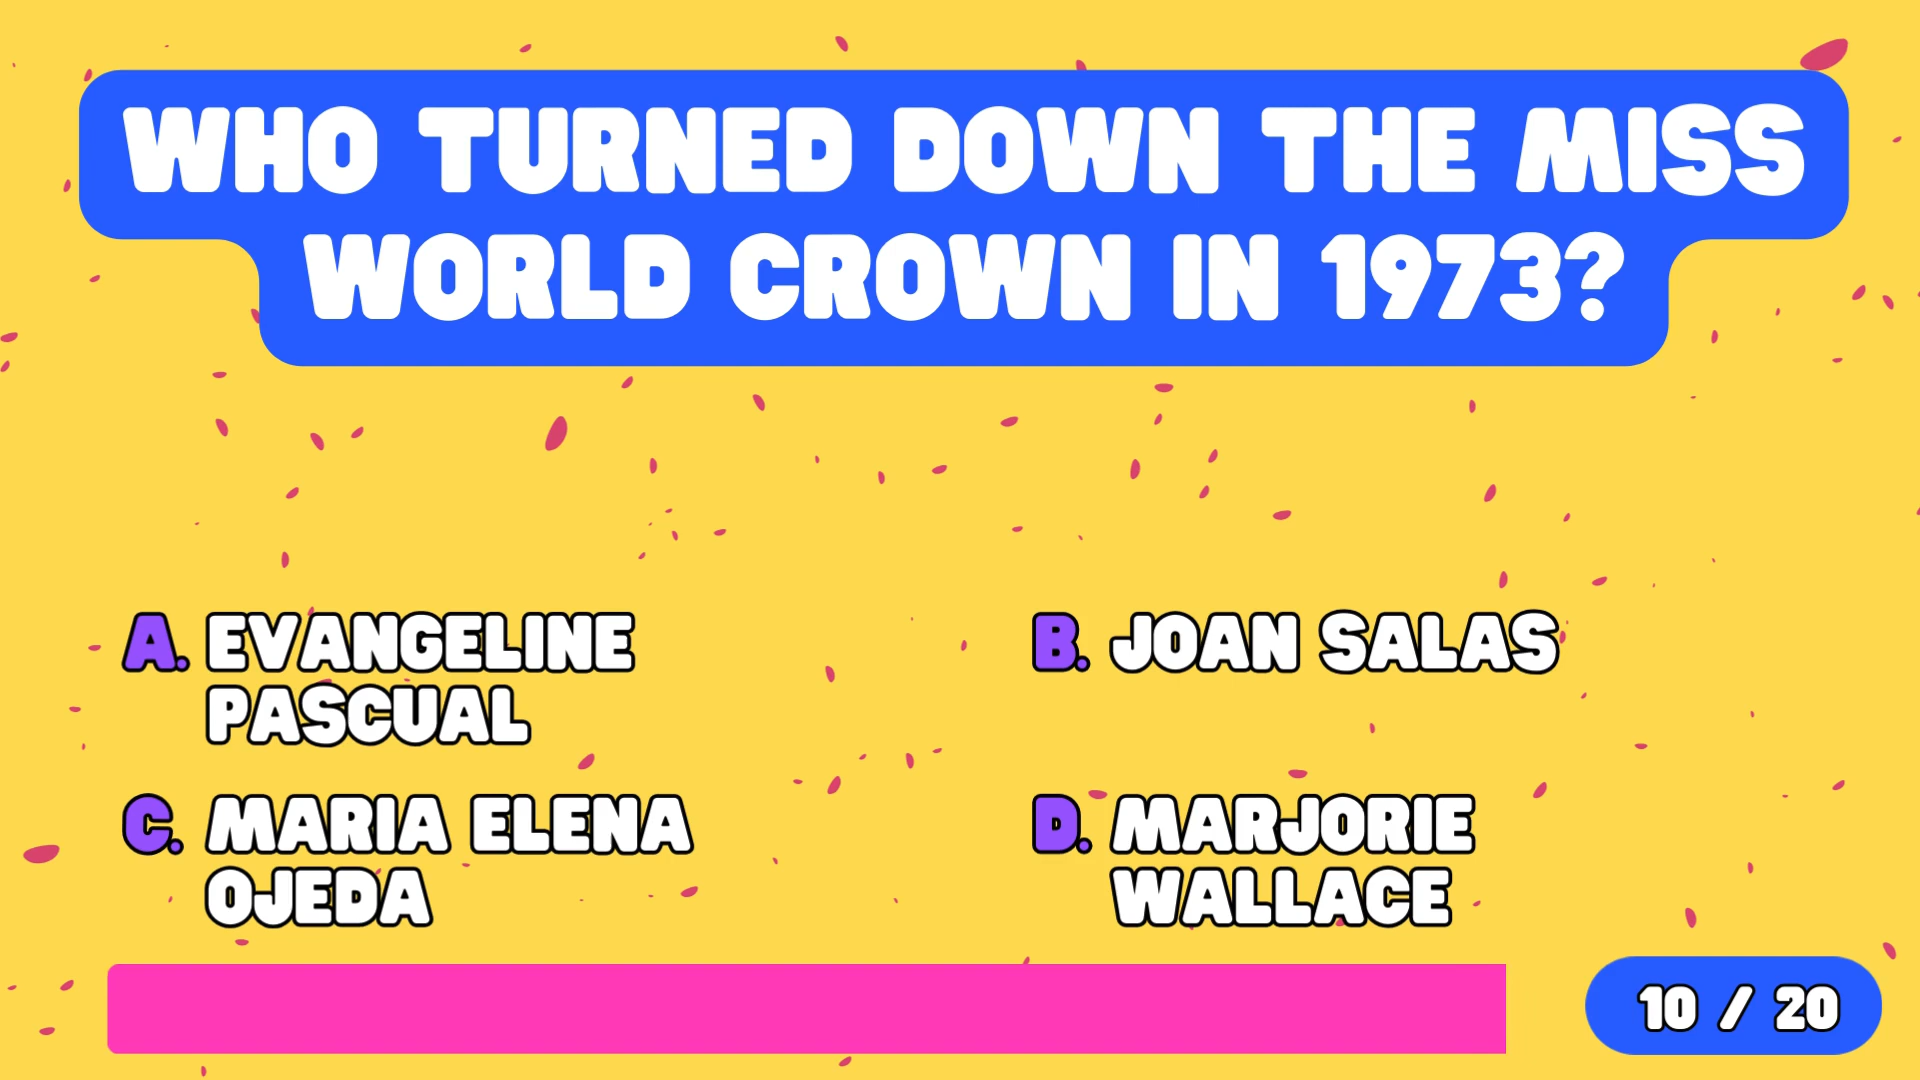 WHO TURNED DOWN THE MISS
WORLD CROWN IN 1973?
A. EVANGELINE
PASCUAL
B. JOAN SALAS
C. MARIA ELENA
OJEDA
D. MARJORIE
WALLACE
10 / 20